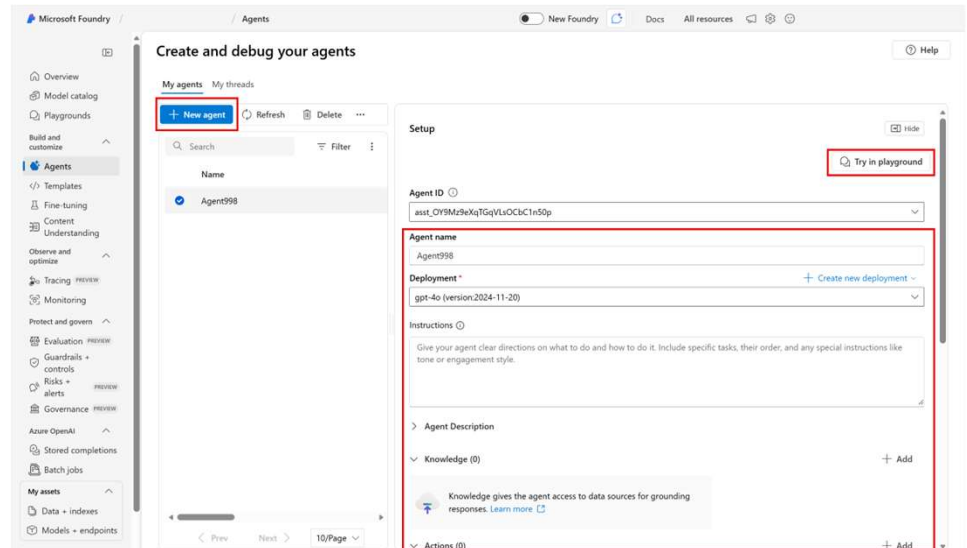 Microsoft Foundry / / Agents New Foundry Docs All resources
Create and debug your agents
Help
My agents My threads
New agent Refresh Delete ...
Search Filter
Name
Agent998
Overview
Model catalog
Playgrounds
Build and
customize
Agents
Templates
Fine-tuning
Content
Understanding
Observe and
optimize
Tracing PREVIEW
Monitoring
Protect and govern
Evaluation PREVIEW
Guardrails +
controls
Risks +
alerts PREVIEW
Governance PREVIEW
Azure OpenAI
Stored completions
Batch jobs
My assets
Data + indexes
Models + endpoints
Prev Next 10/Page
Setup
Hide
Try in playground
Agent ID
asst_OY9Mz9eXqTGqVLsOCbC1n50p
Agent name
Agent998
Deployment * + Create new deployment
gpt-4o (version:2024-11-20)
Instructions
Give your agent clear directions on what to do and how to do it. Include specific tasks, their order, and any special instructions like
tone or engagement style.
Agent Description
Knowledge (0) + Add
Knowledge gives the agent access to data sources for grounding
responses. Learn more
Actions (0) + Add